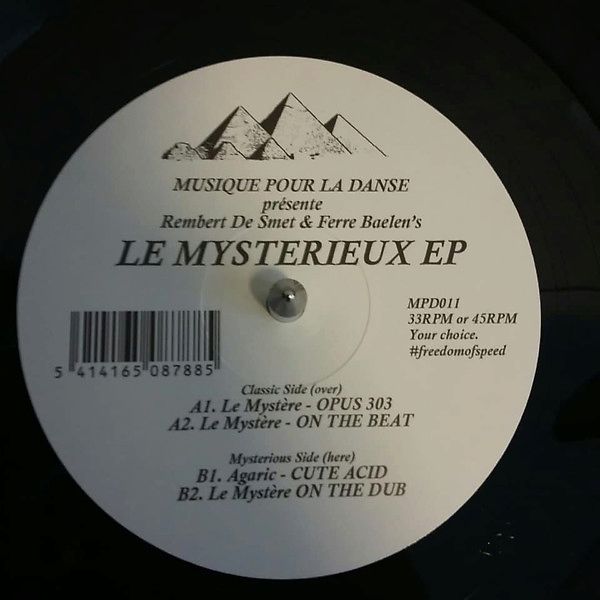 MUSIQUE POUR LA DANSE
présente
Rembert De Smet & Ferre Baelen's
LE MYSTERIEUX EP
MPD011
33RPM or 45RPM
Your choice.
#freedomofspeed
5 414165 087885
Classic Side (over)
A1. Le Mystère - OPUS 303
A2. Le Mystère - ON THE BEAT
Mysterious Side (here)
B1. Agaric - CUTE ACID
B2. Le Mystère ON THE DUB